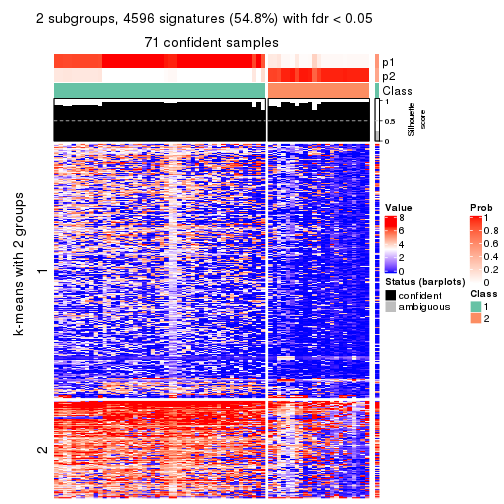 2 subgroups, 4596 signatures (54.8%) with fdr < 0.05
71 confident samples
p1
p2
Class
1
0.5
0
Silhouette
score
k-means with 2 groups
1
2
Value
8
6
4
2
0
Status (barplots)
confident
ambiguous
Prob
1
0.8
0.6
0.4
0.2
0
Class
1
2